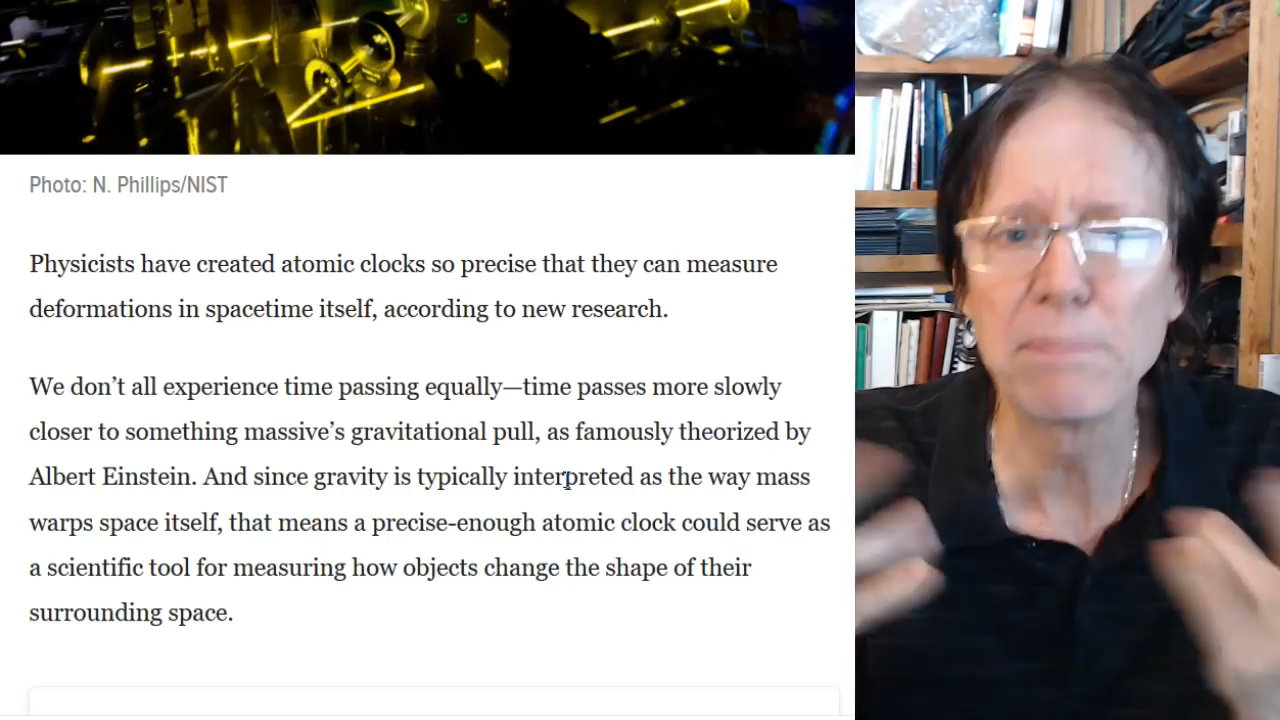 Photo: N. Phillips/NIST
Physicists have created atomic clocks so precise that they can measure
deformations in spacetime itself, according to new research.
We don’t all experience time passing equally—time passes more slowly
closer to something massive’s gravitational pull, as famously theorized by
Albert Einstein. And since gravity is typically interpreted as the way mass
warps space itself, that means a precise-enough atomic clock could serve as
a scientific tool for measuring how objects change the shape of their
surrounding space.